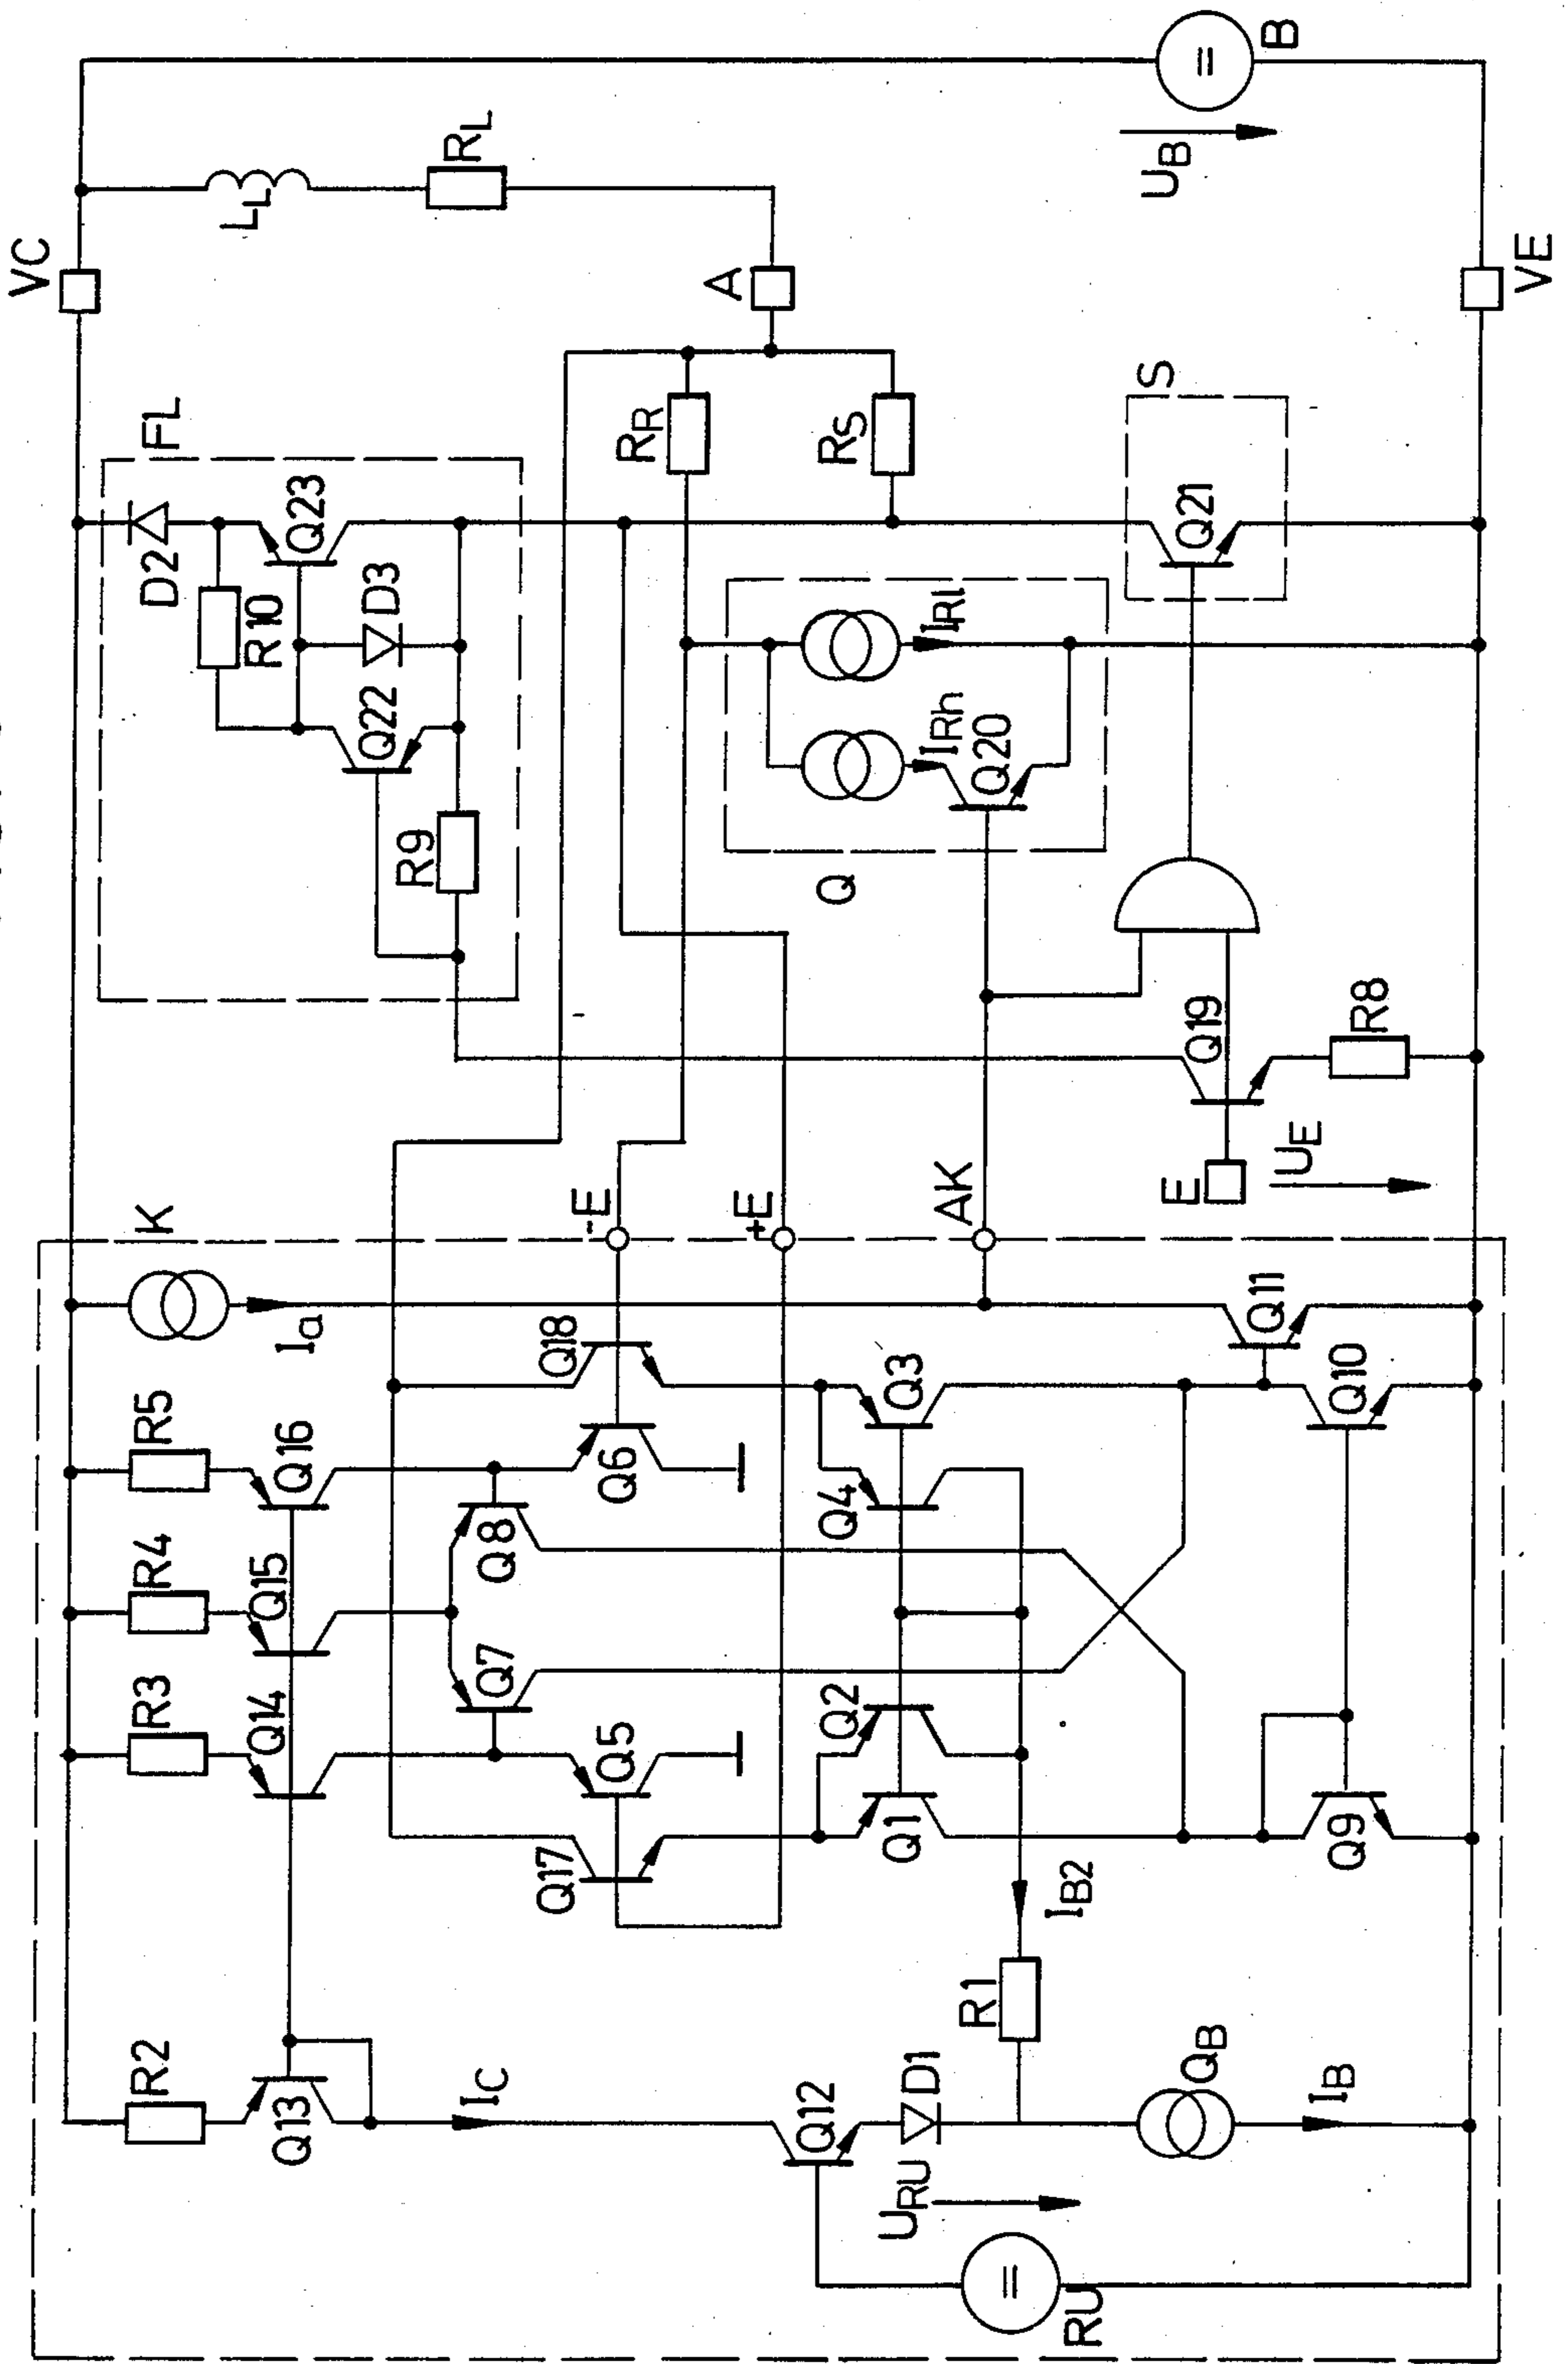 VC
B
UB
LL
RL
A
VE
FL
D2
Q23
R10
D3
Q22
R9
RR
RS
S
Q21
IRl
IRh
Q20
Q
Q19
R8
E
UE
K
Ia
-E
+E
AK
R5
Q16
Q18
Q6
R4
Q15
Q8
R3
Q14
Q7
Q5
Q17
Q3
Q4
Q2
Q1
Q11
Q10
Q9
IB2
R1
R2
Q13
IC
Q12
D1
QB
IB
URU
RU